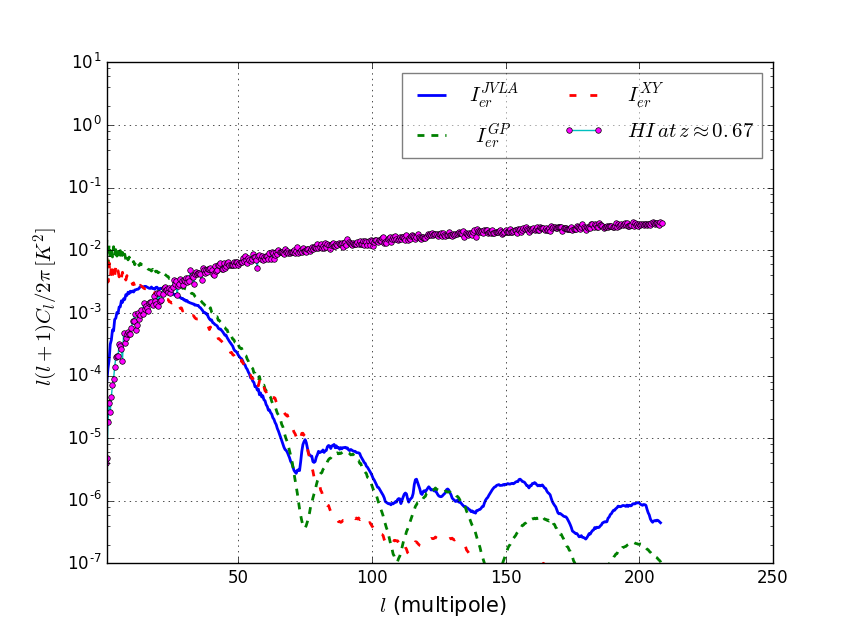 10^1
10^0
10^-1
10^-2
10^-3
10^-4
10^-5
10^-6
10^-7
l(l+1)C_l/2π [K^2]
I_er^JVLA
I_er^GP
I_er^XY
HI at z ≈ 0.67
50
100
150
200
250
l (multipole)